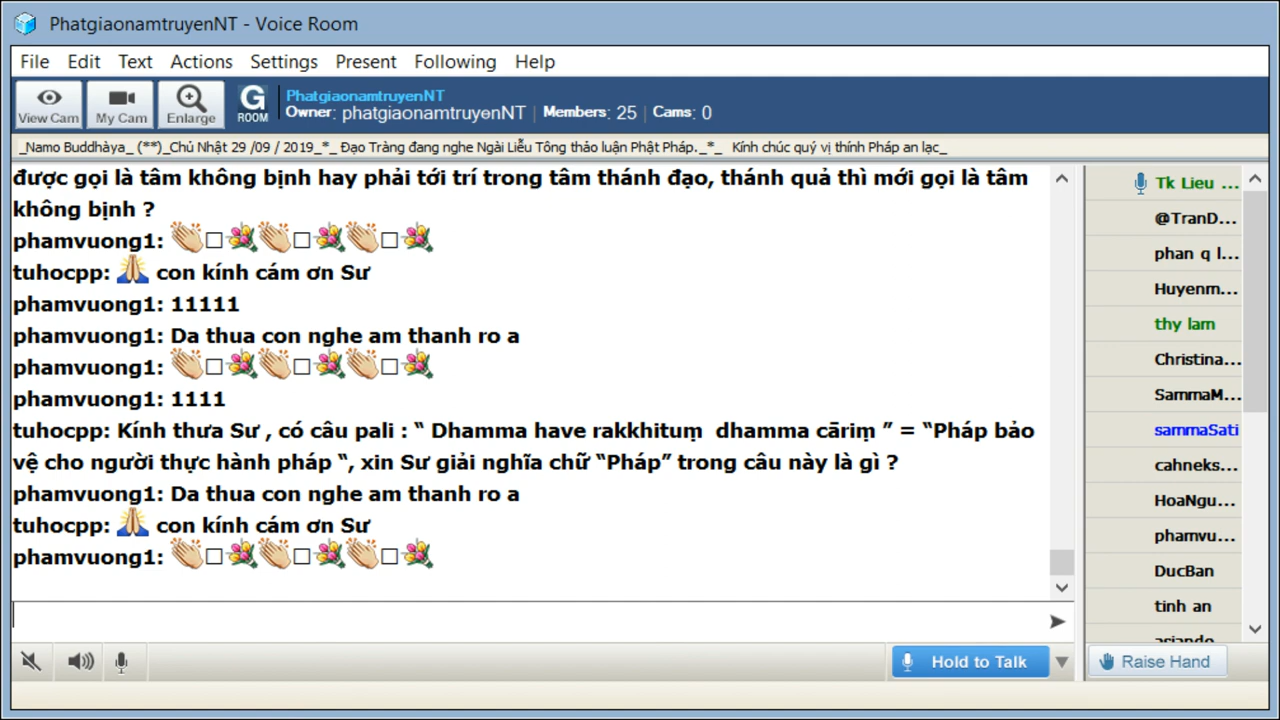 PhatgiaonamtruyenNT - Voice Room
File Edit Text Actions Settings Present Following Help
View Cam My Cam Enlarge G ROOM
PhatgiaonamtruyenNT
Owner: phatgiaonamtruyenNT | Members: 25 | Cams: 0
_Namo Buddhàya_ (**)_Chủ Nhật 29 /09 / 2019_*_ Đạo Tràng đang nghe Ngài Liễu Tông thảo luận Phật Pháp._*_ Kính chúc quý vị thính Pháp an lạc_
được gọi là tâm không bịnh hay phải tới trí trong tâm thánh đạo, thánh quả thì mới gọi là tâm
không bịnh ?
phamvuong1: 👏□💐👏□💐👏□💐
tuhocpp: 🙏 con kính cám ơn Sư
phamvuong1: 11111
phamvuong1: Da thua con nghe am thanh ro a
phamvuong1: 👏□💐👏□💐👏□💐
phamvuong1: 1111
tuhocpp: Kính thưa Sư , có câu pali : “ Dhamma have rakkhituṃ dhamma cāriṃ ” = “Pháp bảo
vệ cho người thực hành pháp “, xin Sư giải nghĩa chữ “Pháp” trong câu này là gì ?
phamvuong1: Da thua con nghe am thanh ro a
tuhocpp: 🙏 con kính cám ơn Sư
phamvuong1: 👏□💐👏□💐👏□💐
Tk Lieu ...
@TranD...
phan q l...
Huyenm...
thy lam
Christina...
SammaM...
sammaSati
cahneks...
HoaNgu...
phamvu...
DucBan
tinh an
Hold to Talk
Raise Hand